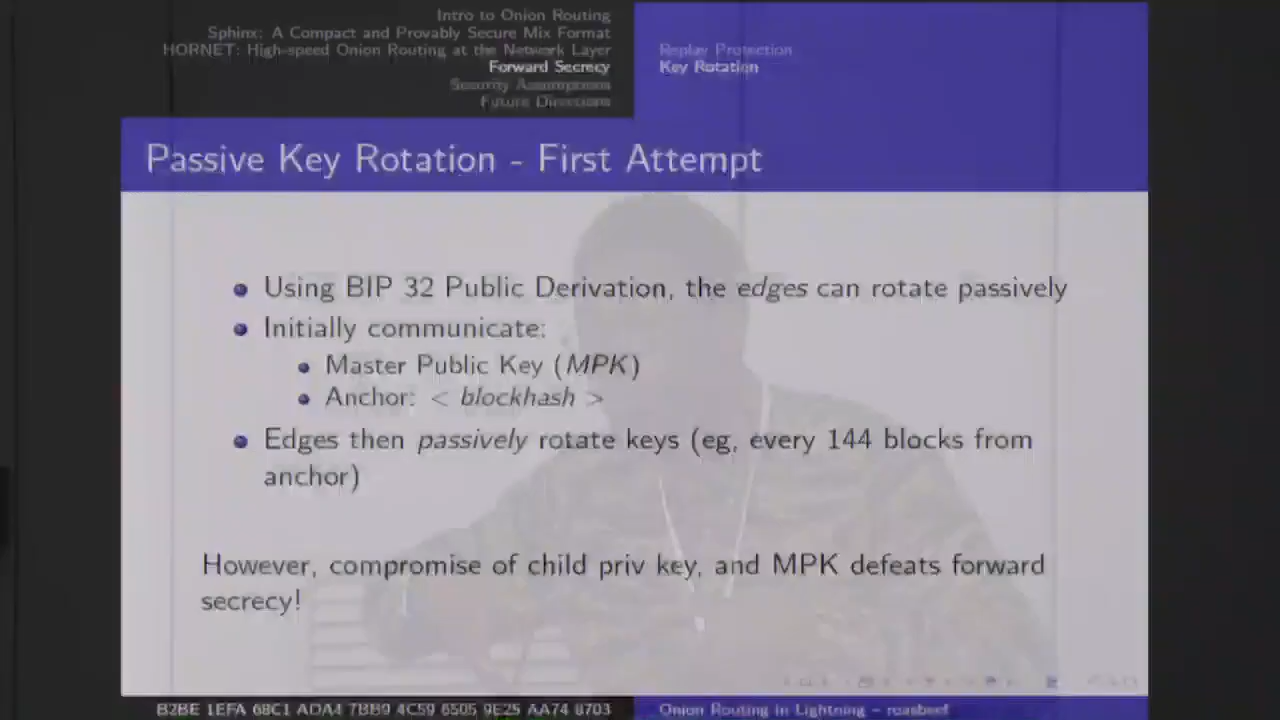 Intro to Onion Routing
Sphinx: A Compact and Provably Secure Mix Format
HORNET: High-speed Onion Routing at the Network Layer
Forward Secrecy
Security Assumptions
Future Directions
Replay Protection
Key Rotation
Passive Key Rotation - First Attempt
Using BIP 32 Public Derivation, the edges can rotate passively
Initially communicate:
Master Public Key (MPK)
Anchor: < blockhash >
Edges then passively rotate keys (eg, every 144 blocks from
anchor)
However, compromise of child priv key, and MPK defeats forward
secrecy!
B2BE 1EFA 68C1 ADA4 7BB9 4C59 6505 9E25 AA74 8703
Onion Routing in Lightning – roasbeef